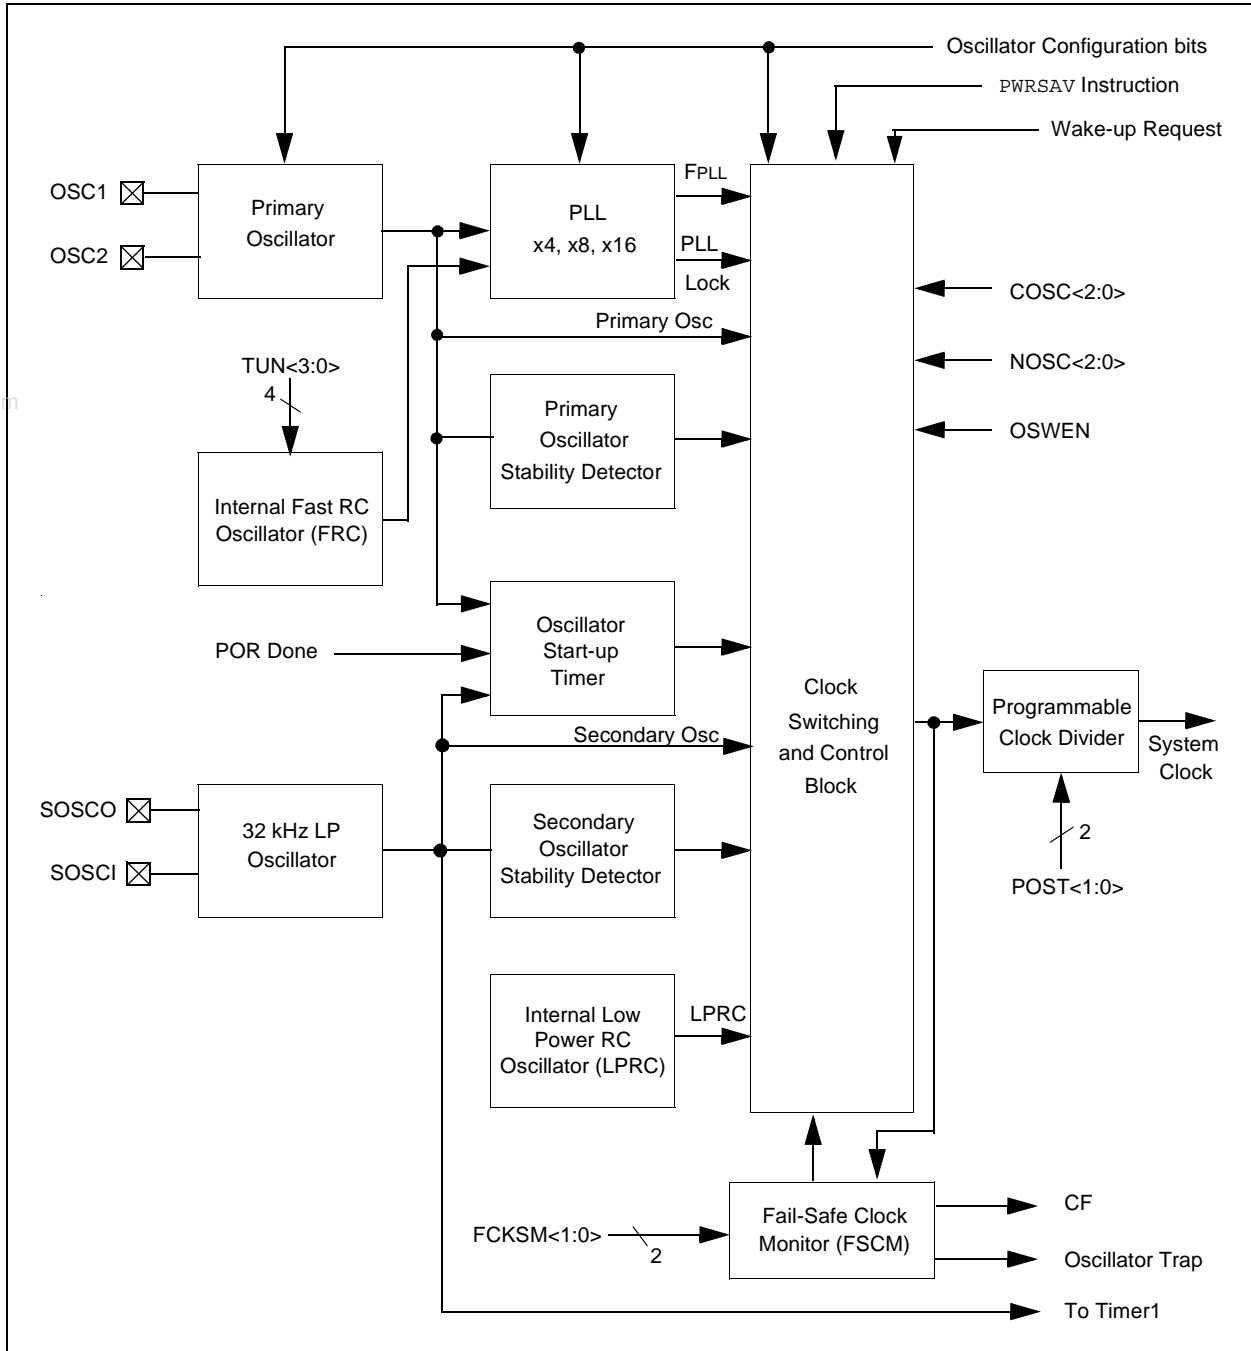 Oscillator Configuration bits
PWRSAV Instruction
Wake-up Request
OSC1
OSC2
Primary
Oscillator
PLL
x4, x8, x16
FPLL
PLL
Lock
COSC<2:0>
Primary Osc
NOSC<2:0>
TUN<3:0>
4
m
Primary
Oscillator
Stability Detector
OSWEN
Internal Fast RC
Oscillator (FRC)
Oscillator
Start-up
Timer
POR Done
Clock
Switching
and Control
Block
Programmable
Clock Divider
System
Clock
Secondary Osc
SOSCO
SOSCI
32 kHz LP
Oscillator
Secondary
Oscillator
Stability Detector
2
POST<1:0>
Internal Low
Power RC
Oscillator (LPRC)
LPRC
FCKSM<1:0>
2
Fail-Safe Clock
Monitor (FSCM)
CF
Oscillator Trap
To Timer1